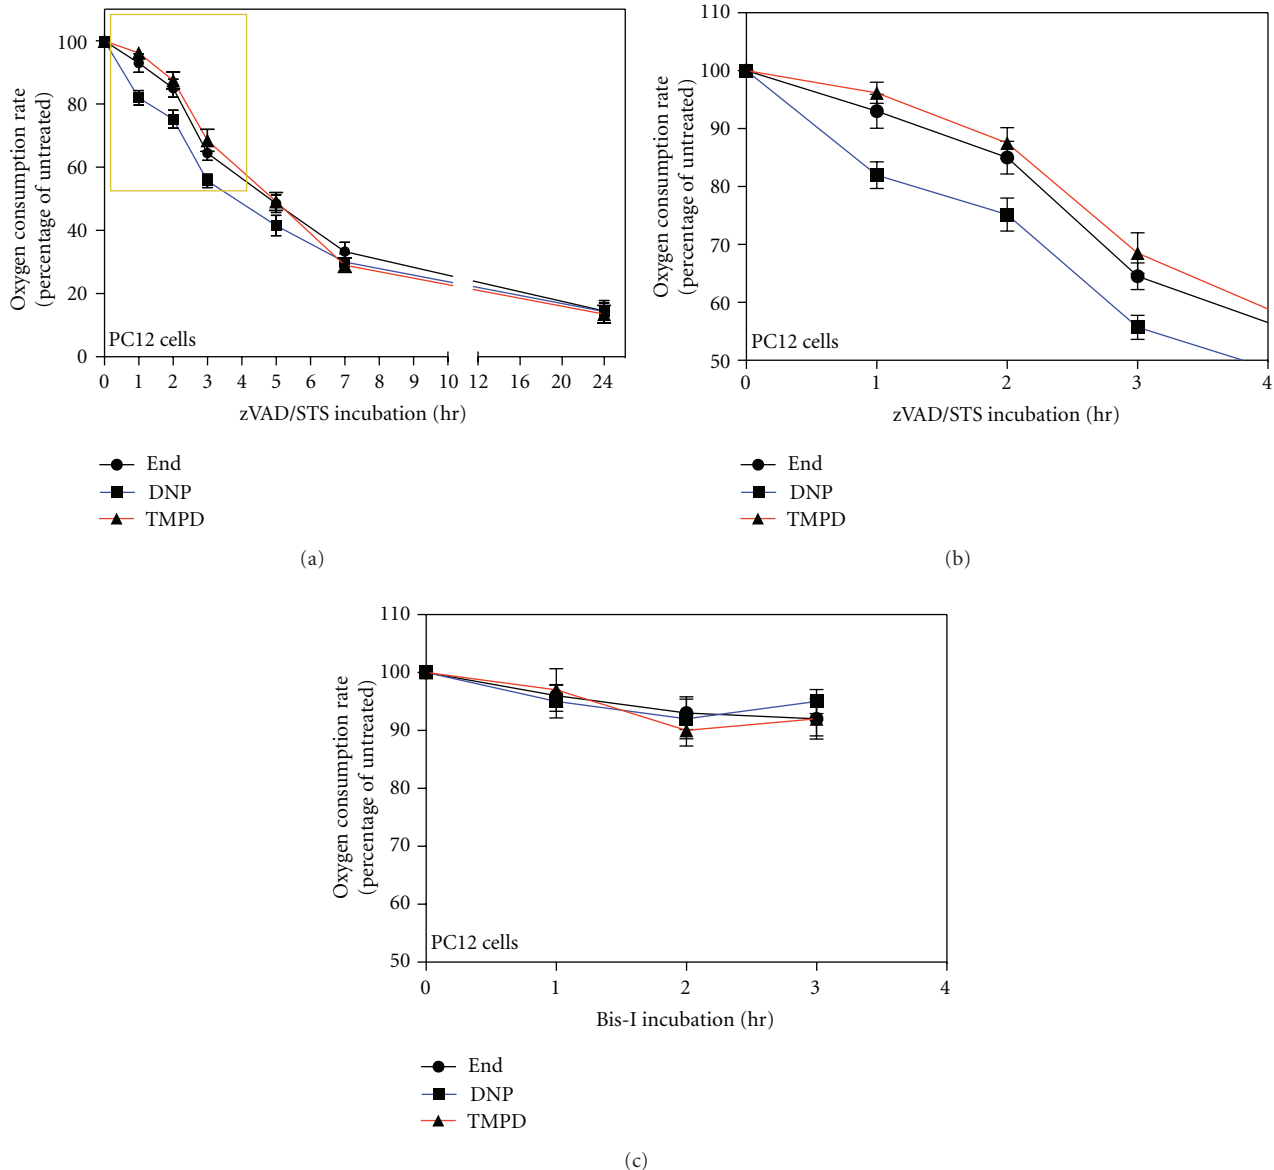 100
80
60
40
20
0
Oxygen consumption rate
(percentage of untreated)
PC12 cells
0 1 2 3 4 5 6 7 8 9 10 12 16 20 24
zVAD/STS incubation (hr)
End
DNP
TMPD
(a)
110
100
90
80
70
60
50
Oxygen consumption rate
(percentage of untreated)
PC12 cells
0 1 2 3 4
zVAD/STS incubation (hr)
End
DNP
TMPD
(b)
110
100
90
80
70
60
50
Oxygen consumption rate
(percentage of untreated)
PC12 cells
0 1 2 3 4
Bis-I incubation (hr)
End
DNP
TMPD
(c)